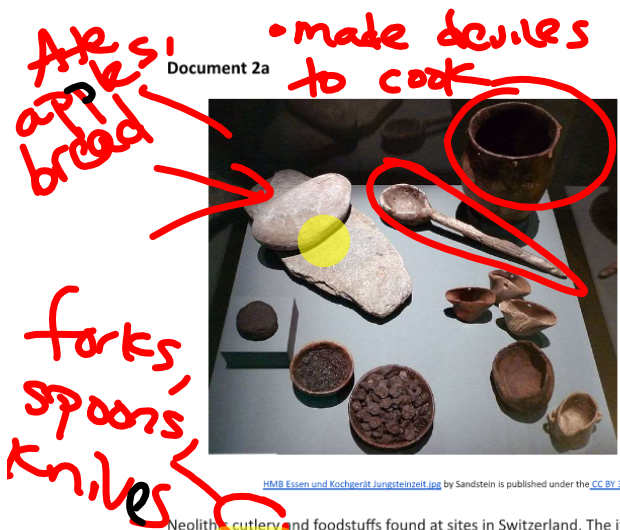 Ate
apples,
bread
Document 2a
•made deviles
to cook
forks,
spoons,
knives
HMB Essen und Kochgerät Jungsteinzeit.jpg by Sandstein is published under the CC BY 3
Neolithic cutlery and foodstuffs found at sites in Switzerland. The i